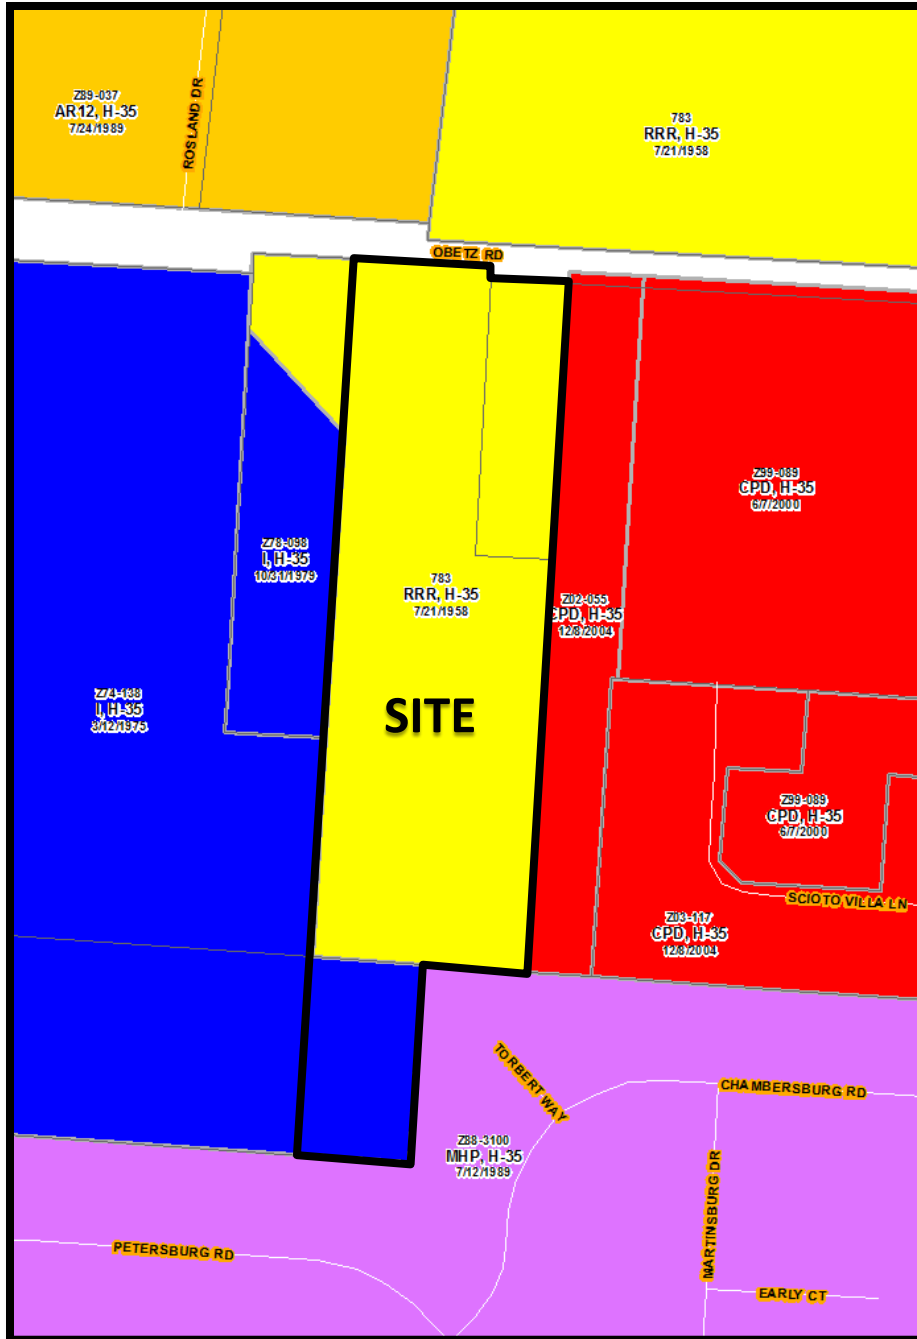 Z89-037
AR12, H-35
7/24/1989
ROSLAND DR
783
RRR, H-35
7/21/1958
OBETZ RD
Z99-089
CPD, H-35
6/7/2000
Z78-098
I, H-35
10/31/1979
783
RRR, H-35
7/21/1958
Z02-055
CPD, H-35
12/8/2004
Z74-138
I, H-35
3/12/1975
SITE
Z99-089
CPD, H-35
6/7/2000
SCIOTO VILLA LN
Z03-117
CPD, H-35
12/8/2004
TORBERT WAY
CHAMBERSBURG RD
Z88-3100
MHP, H-35
7/12/1989
MARTINSBURG DR
PETERSBURG RD
EARLY CT